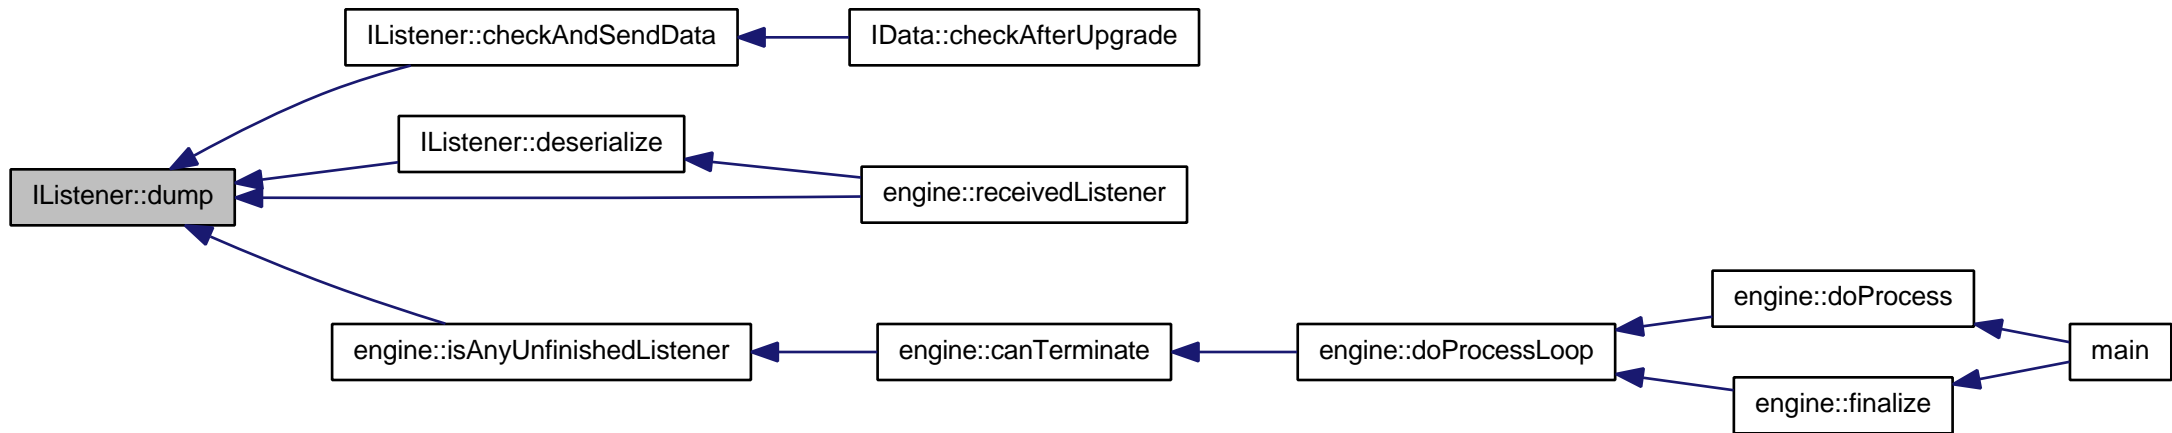 IListener::checkAndSendData
IData::checkAfterUpgrade
IListener::deserialize
IListener::dump
engine::receivedListener
engine::doProcess
engine::isAnyUnfinishedListener
engine::canTerminate
engine::doProcessLoop
main
engine::finalize